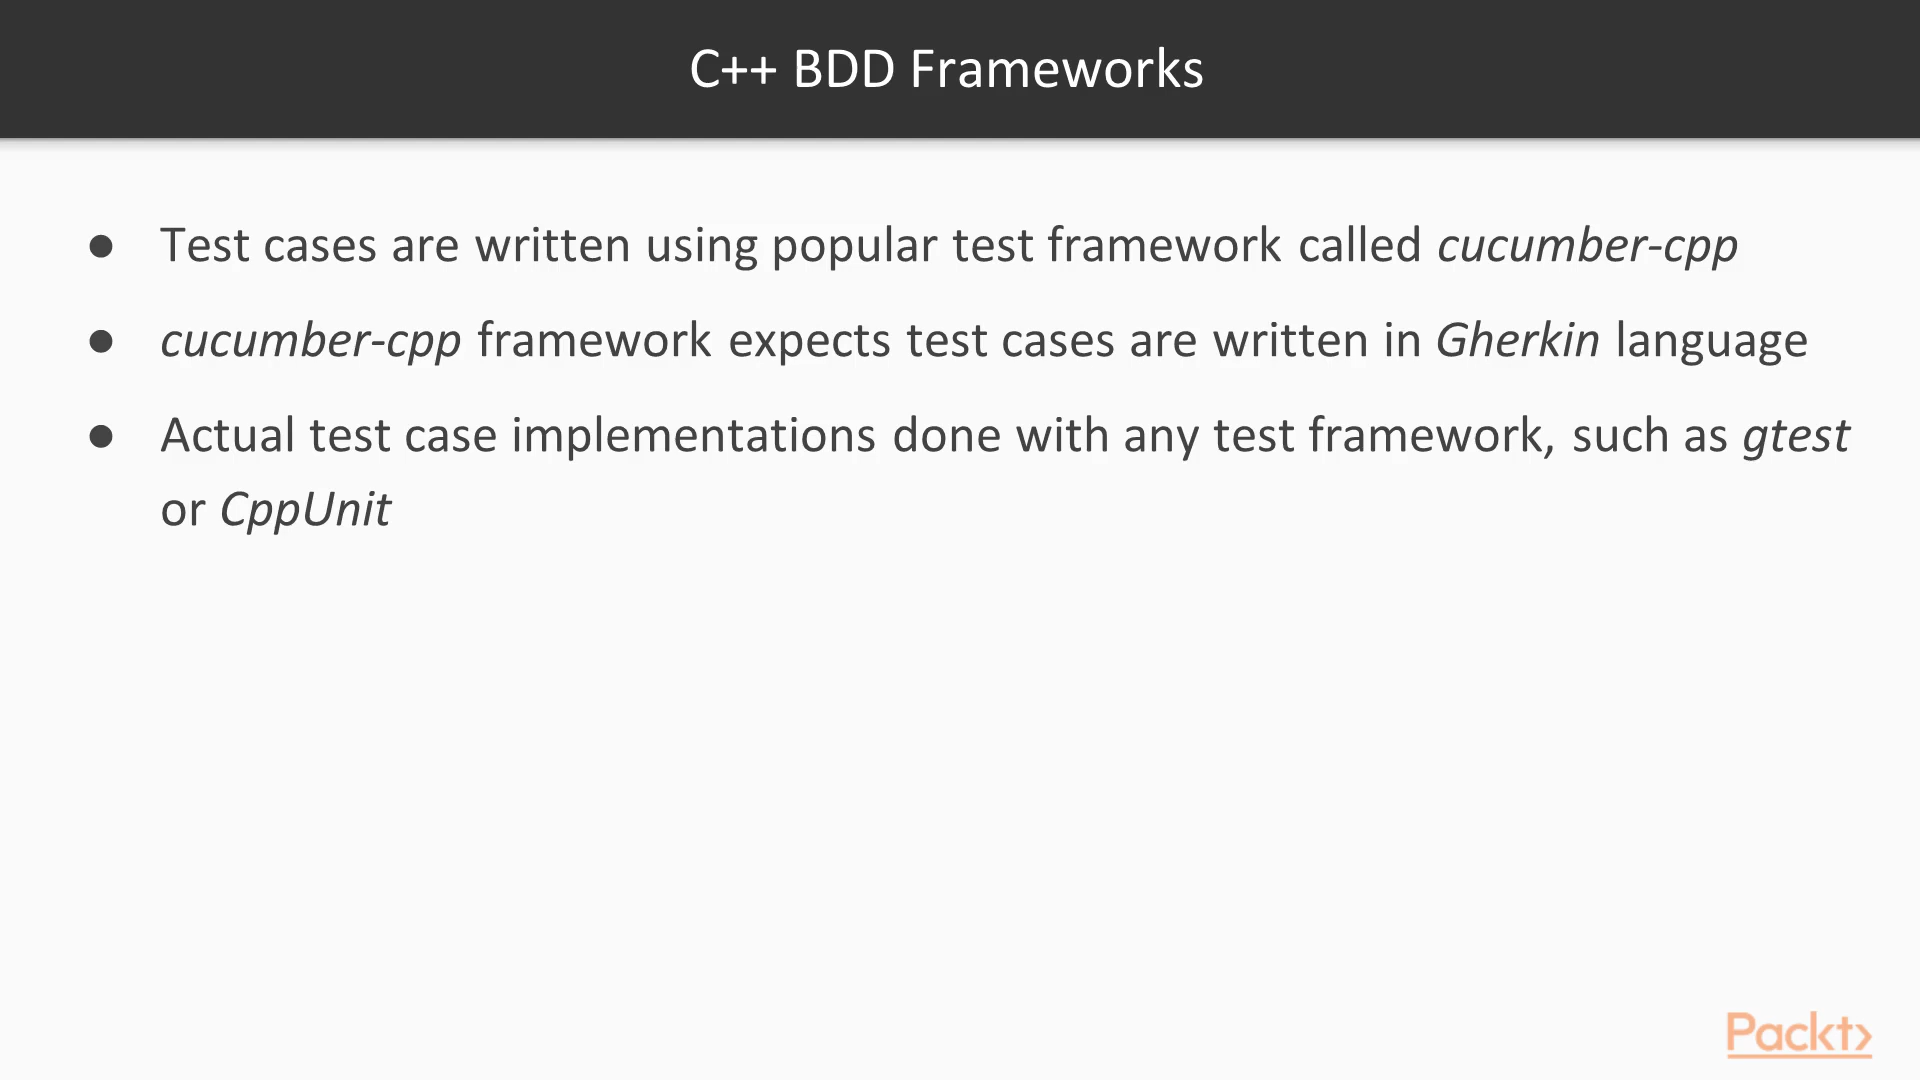 C++ BDD Frameworks
● Test cases are written using popular test framework called cucumber-cpp
● cucumber-cpp framework expects test cases are written in Gherkin language
● Actual test case implementations done with any test framework, such as gtest
or CppUnit
Packt>